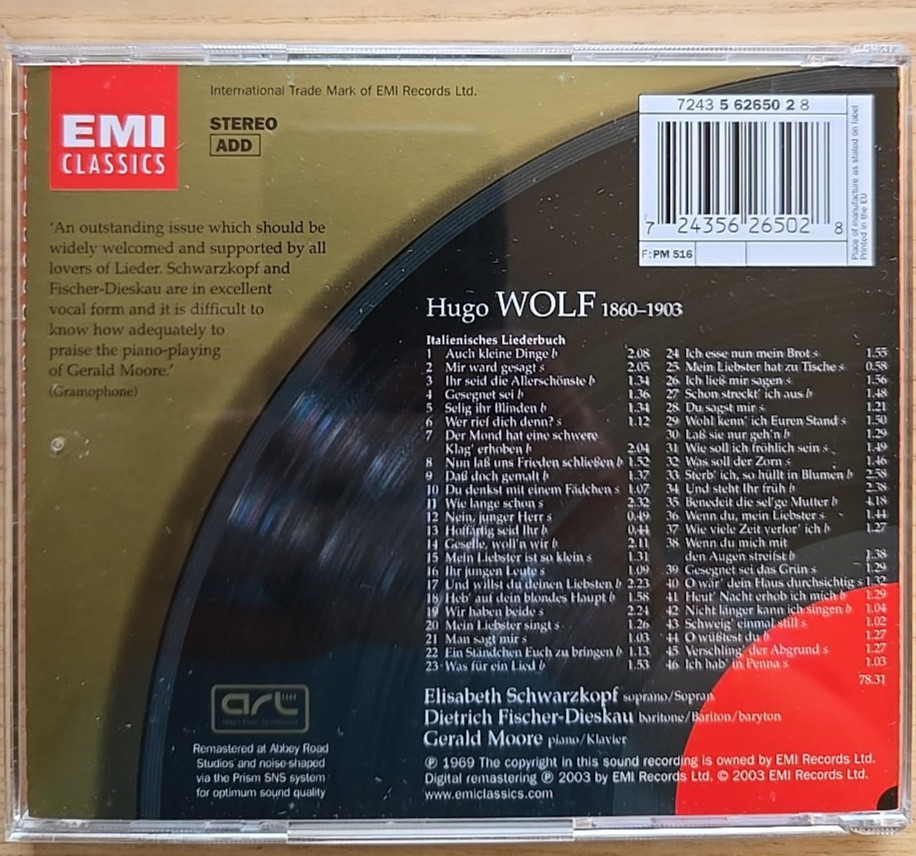 International Trade Mark of EMI Records Ltd.
EMI
CLASSICS
STEREO
ADD
7243 5 62650 2 8
7 24356 26502 8
F: PM 516
Place of manufacture as stated on label
Printed in the EU
'An outstanding issue which should be
widely welcomed and supported by all
lovers of Lieder. Schwarzkopf and
Fischer-Dieskau are in excellent
vocal form and it is difficult to
know how adequately to
praise the piano-playing
of Gerald Moore.'
(Gramophone)
Hugo WOLF 1860–1903
Italienisches Liederbuch
1 Auch kleine Dinge b 2.08
2 Mir ward gesagt s 2.05
3 Ihr seid die Allerschönste b 1.34
4 Gesegnet sei b 1.36
5 Selig ihr Blinden b 1.34
6 Wer rief dich denn? s 1.12
7 Der Mond hat eine schwere
Klag' erhoben b 2.04
8 Nun laß uns Frieden schließen b 1.52
9 Daß doch gemalt b 1.37
10 Du denkst mit einem Fädchen s 1.07
11 Wie lange schon s 2.32
12 Nein, junger Herr s 0.49
13 Hoffärtig seid Ihr b 0.44
14 Geselle, woll'n wir b 2.11
15 Mein Liebster ist so klein s 1.31
16 Ihr jungen Leute s 1.09
17 Und willst du deinen Liebsten b 2.23
18 Heb' auf dein blondes Haupt b 1.58
19 Wir haben beide s 2.24
20 Mein Liebster singt s 1.26
21 Man sagt mir s 1.03
22 Ein Ständchen Euch zu bringen b 1.13
23 Was für ein Lied b 1.53
24 Ich esse nun mein Brot s 1.55
25 Mein Liebster hat zu Tische s 0.58
26 Ich ließ mir sagen s 1.56
27 Schon streckt' ich aus b 1.48
28 Du sagst mir s 1.21
29 Wohl kenn' ich Euren Stand s 1.50
30 Laß sie nur geh'n b 1.29
31 Wie soll ich fröhlich sein s 1.49
32 Was soll der Zorn s 1.46
33 Sterb' ich, so hüllt in Blumen b 2.58
34 Und steht Ihr früh b 2.38
35 Benedeit die sel'ge Mutter b 4.18
36 Wenn du, mein Liebster s 1.44
37 Wie viele Zeit verlor' ich b 1.27
38 Wenn du mich mit
den Augen streifst b 1.38
39 Gesegnet sei das Grün s 1.29
40 O wär' dein Haus durchsichtig s 1.32
41 Heut' Nacht erhob ich mich b 1.29
42 Nicht länger kann ich singen b 1.04
43 Schweig' einmal still s 1.02
44 O wüßtest du b 1.27
45 Verschling' der Abgrund s 1.27
46 Ich hab' in Penna s 1.03
78.31
Elisabeth Schwarzkopf soprano/Sopran
Dietrich Fischer-Dieskau baritone/Bariton/baryton
Gerald Moore piano/Klavier
℗ 1969 The copyright in this sound recording is owned by EMI Records Ltd.
Digital remastering ℗ 2003 by EMI Records Ltd. © 2003 EMI Records Ltd.
www.emiclassics.com
art
Remastered at Abbey Road
Studios and noise-shaped
via the Prism SNS system
for optimum sound quality